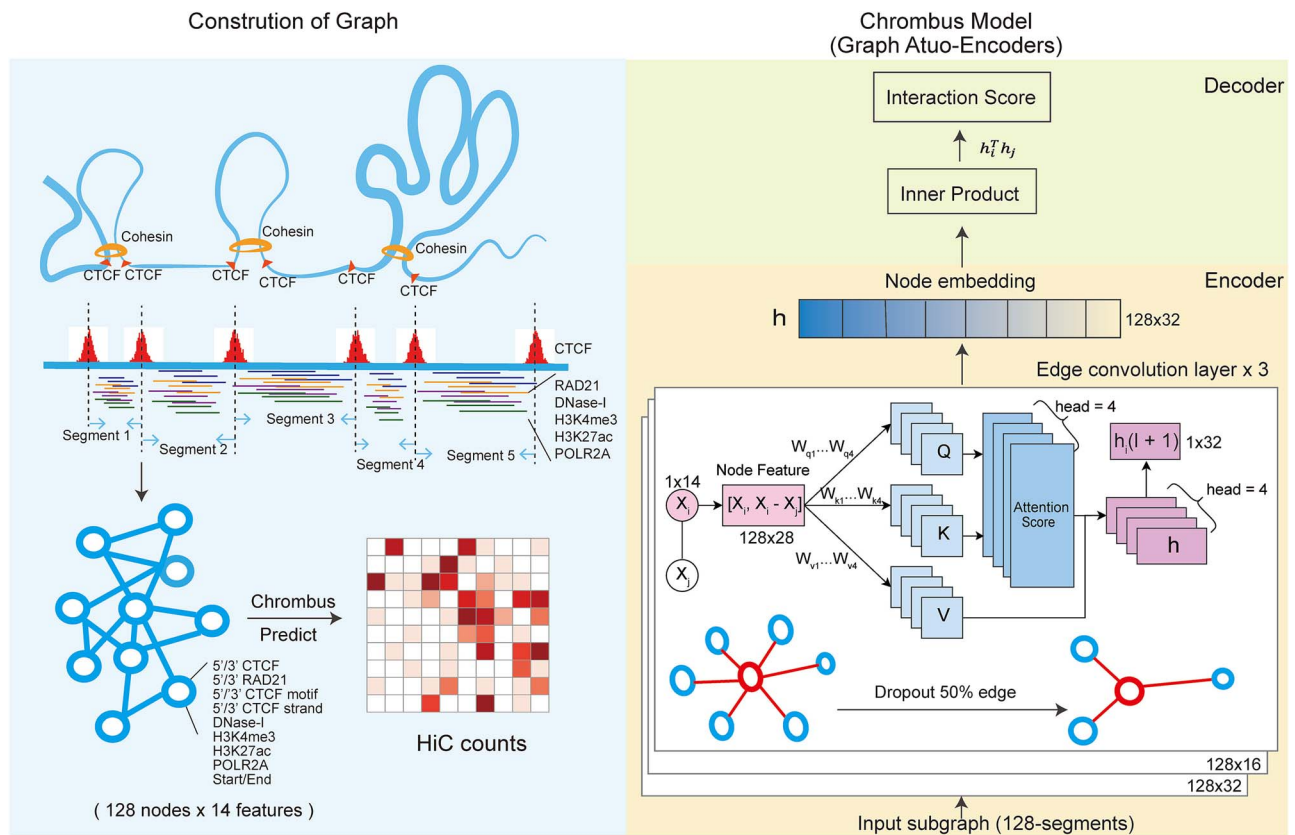 Constrution of Graph
Cohesin
Cohesin
Cohesin
CTCF
CTCF
CTCF
CTCF
CTCF
CTCF
CTCF
RAD21
DNase-I
H3K4me3
H3K27ac
POLR2A
Segment 1
Segment 2
Segment 3
Segment 4
Segment 5
Chrombus
Predict
5'/3' CTCF
5'/3' RAD21
5'/3' CTCF motif
5'/3' CTCF strand
DNase-I
H3K4me3
H3K27ac
POLR2A
Start/End
HiC counts
( 128 nodes x 14 features )
Chrombus Model
(Graph Atuo-Encoders)
Decoder
Interaction Score
h_i^T h_j
Inner Product
Encoder
Node embedding
h
128x32
Edge convolution layer x 3
head = 4
W_q1...W_q4
Q
h_i(l + 1)
1x32
1x14
Node Feature
X_i
[X_i, X_i - X_j]
W_k1...W_k4
128x28
K
Attention
Score
head = 4
h
X_j
W_v1...W_v4
V
Dropout 50% edge
128x16
128x32
Input subgraph (128-segments)